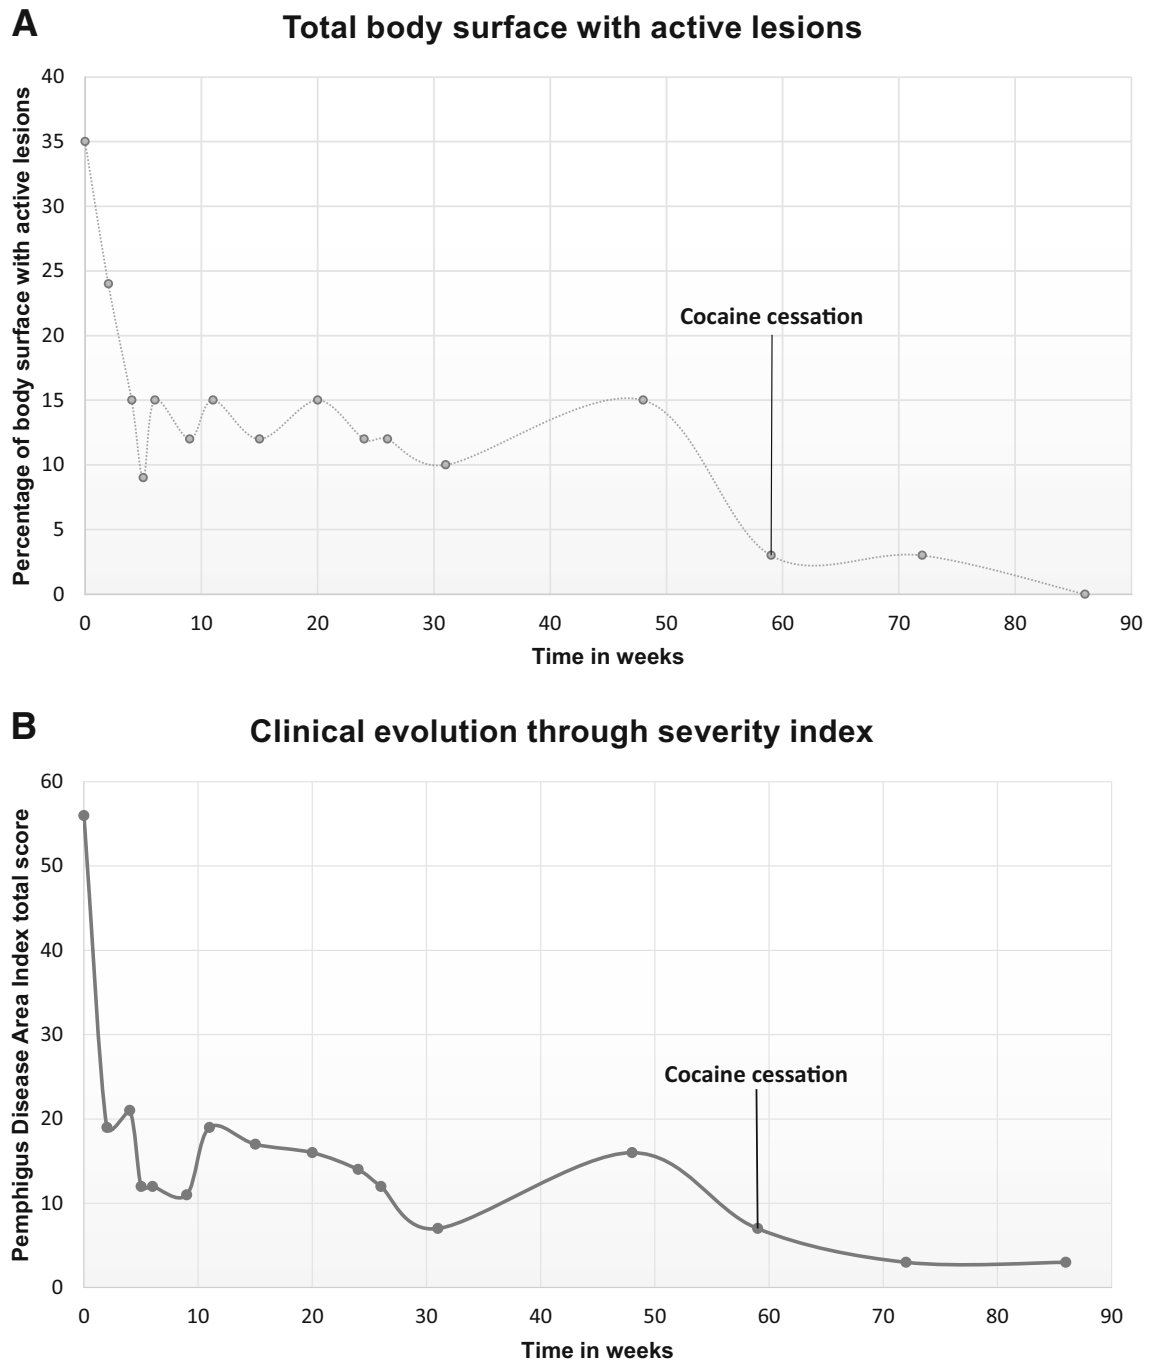 A
Total body surface with active lesions
Percentage of body surface with active lesions
40
35
30
25
20
15
10
5
0
Cocaine cessation
0 10 20 30 40 50 60 70 80 90
Time in weeks
B
Clinical evolution through severity index
Pemphigus Disease Area Index total score
60
50
40
30
20
10
0
Cocaine cessation
0 10 20 30 40 50 60 70 80 90
Time in weeks